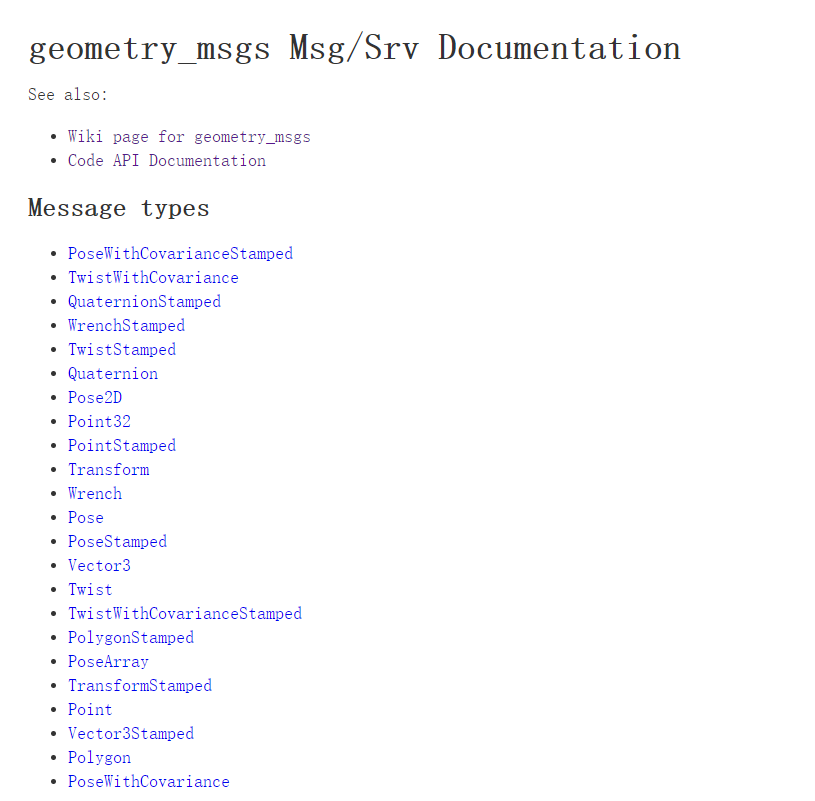 geometry_msgs Msg/Srv Documentation
See also:
Wiki page for geometry_msgs
Code API Documentation
Message types
PoseWithCovarianceStamped
TwistWithCovariance
QuaternionStamped
WrenchStamped
TwistStamped
Quaternion
Pose2D
Point32
PointStamped
Transform
Wrench
Pose
PoseStamped
Vector3
Twist
TwistWithCovarianceStamped
PolygonStamped
PoseArray
TransformStamped
Point
Vector3Stamped
Polygon
PoseWithCovariance